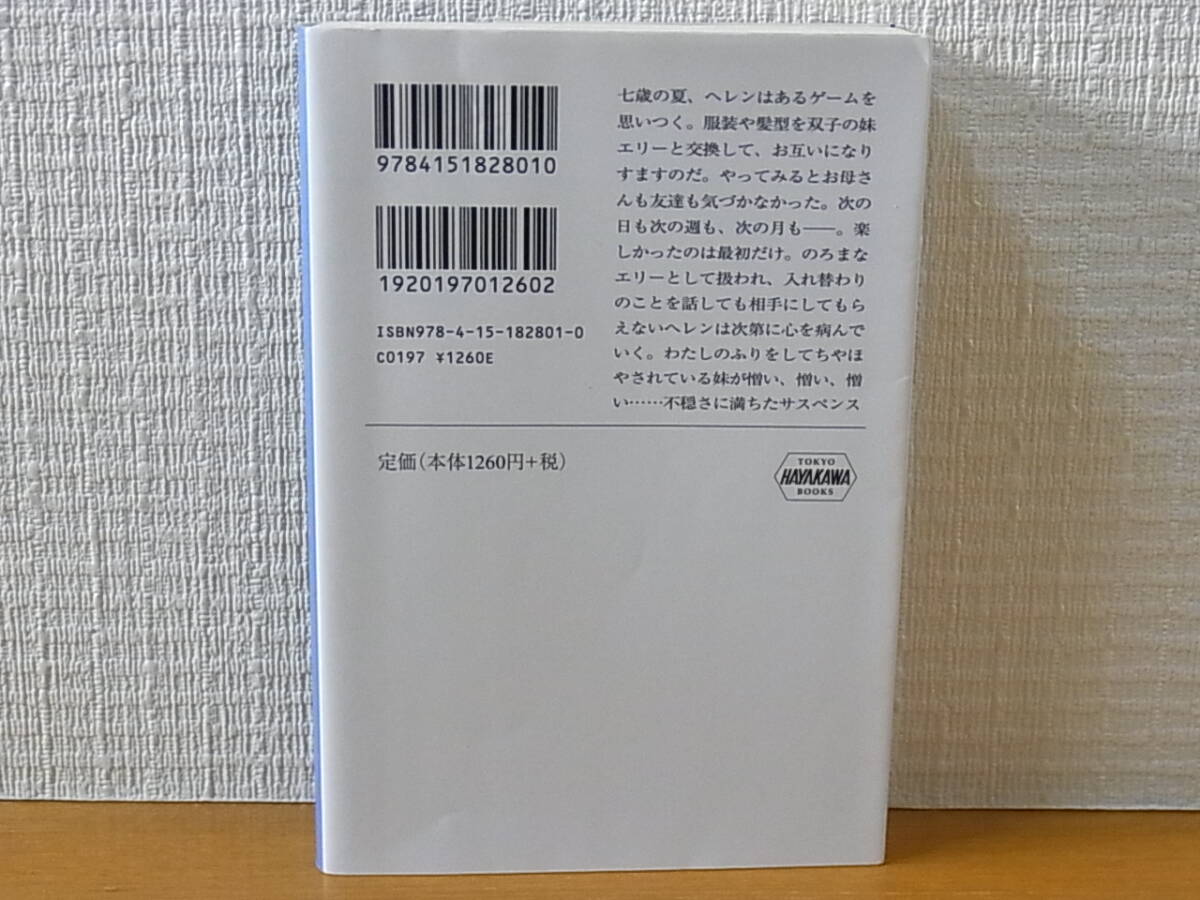 9784151828010
1920197012602
ISBN978-4-15-182801-0
C0197 ¥1260E
七歳の夏、ヘレンはあるゲームを
思いつく。服装や髪型を双子の妹
エリーと交換して、お互いになり
すますのだ。やってみるとお母さ
んも友達も気づかなかった。次の
日も次の週も、次の月も――。楽
しかったのは最初だけ。のろまな
エリーとして扱われ、入れ替わり
のことを話しても相手にしてもら
えないヘレンは次第に心を病んで
いく。わたしのふりをしてちやほ
やされている妹が憎い、憎い、憎
い……不穏さに満ちたサスペンス
定価(本体1260円+税)
TOKYO
HAYAKAWA
BOOKS